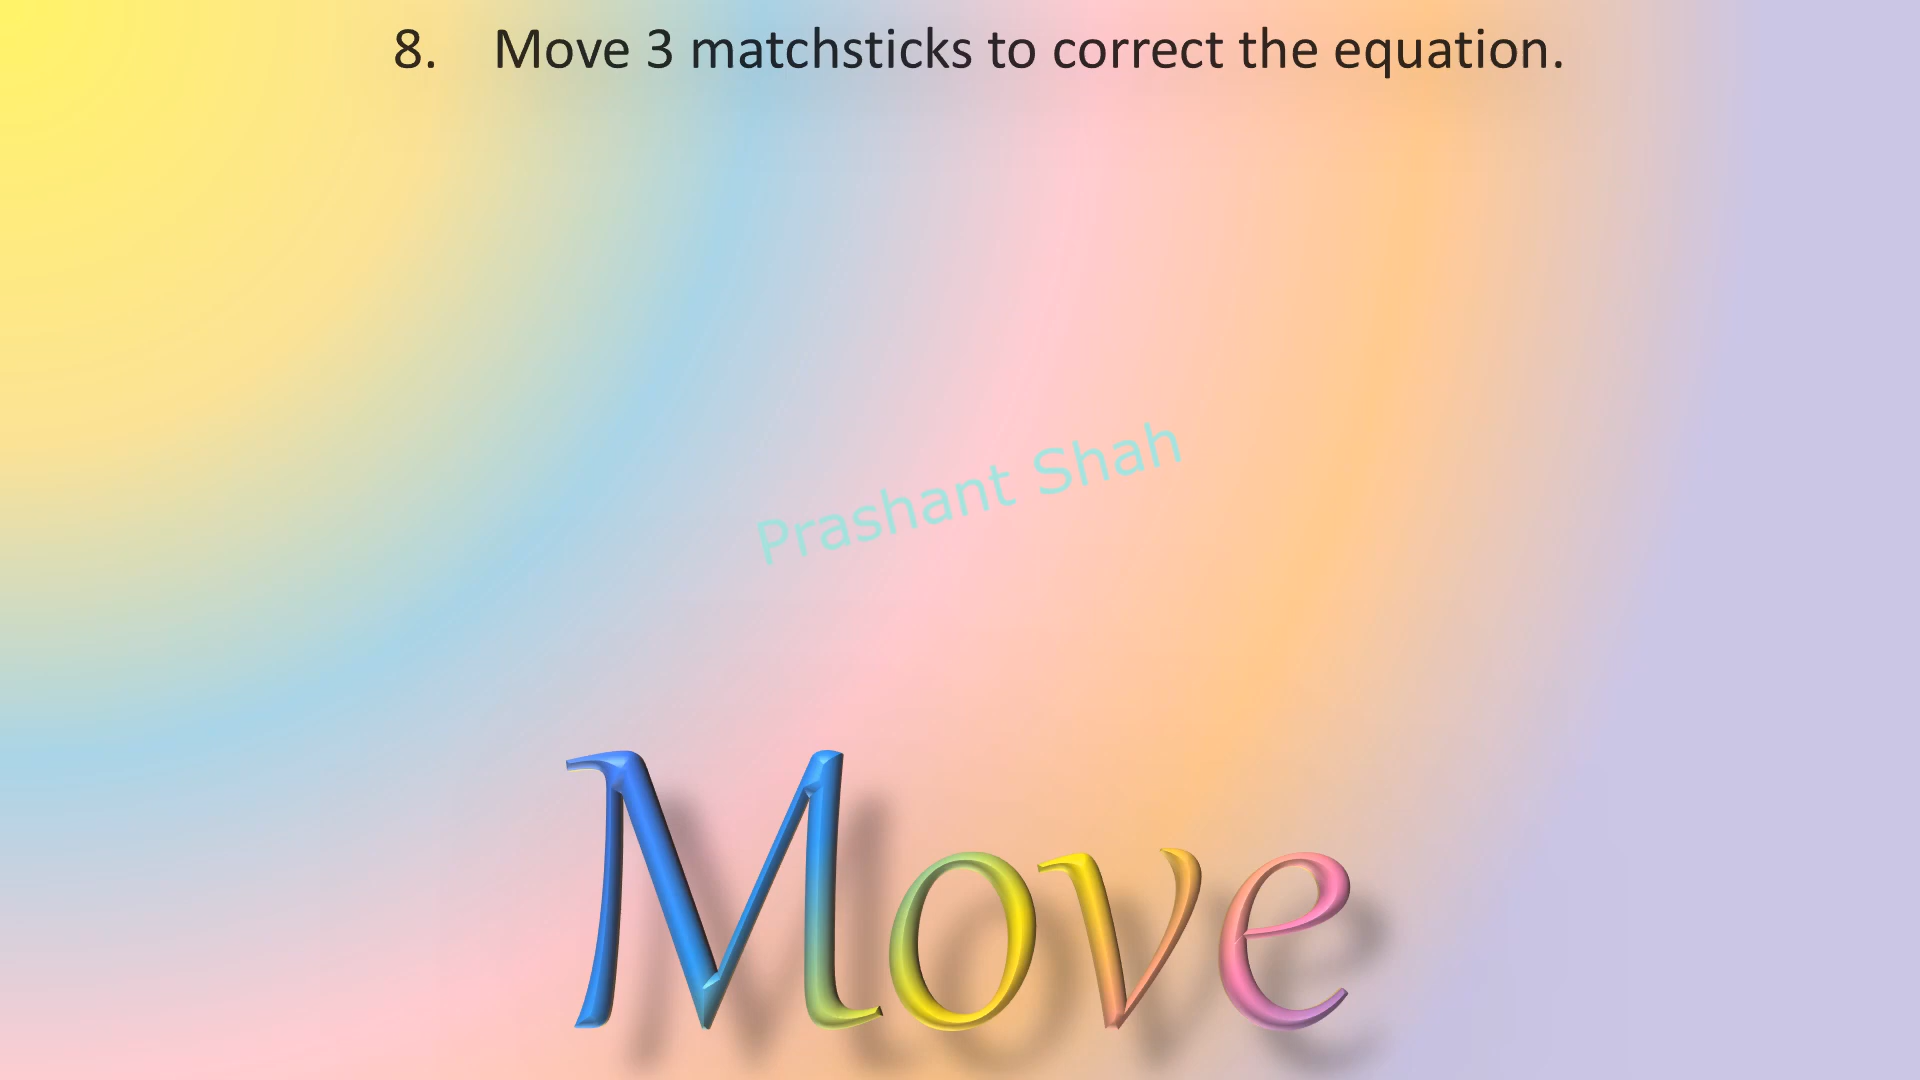 8. Move 3 matchsticks to correct the equation.
Prashant Shah
Move